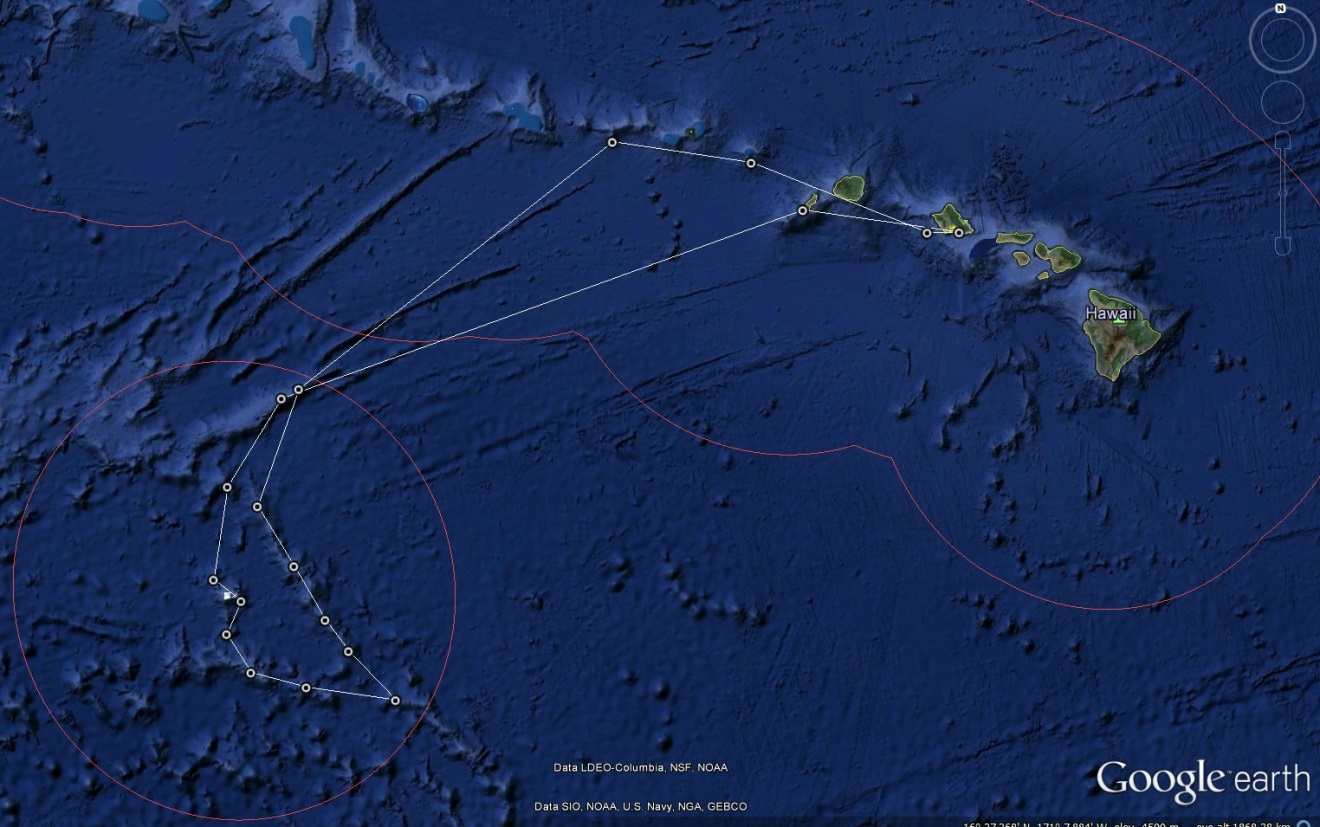 N
Hawaii
Data LDEO-Columbia, NSF, NOAA
Google earth
Data SIO, NOAA, U.S. Navy, NGA, GEBCO